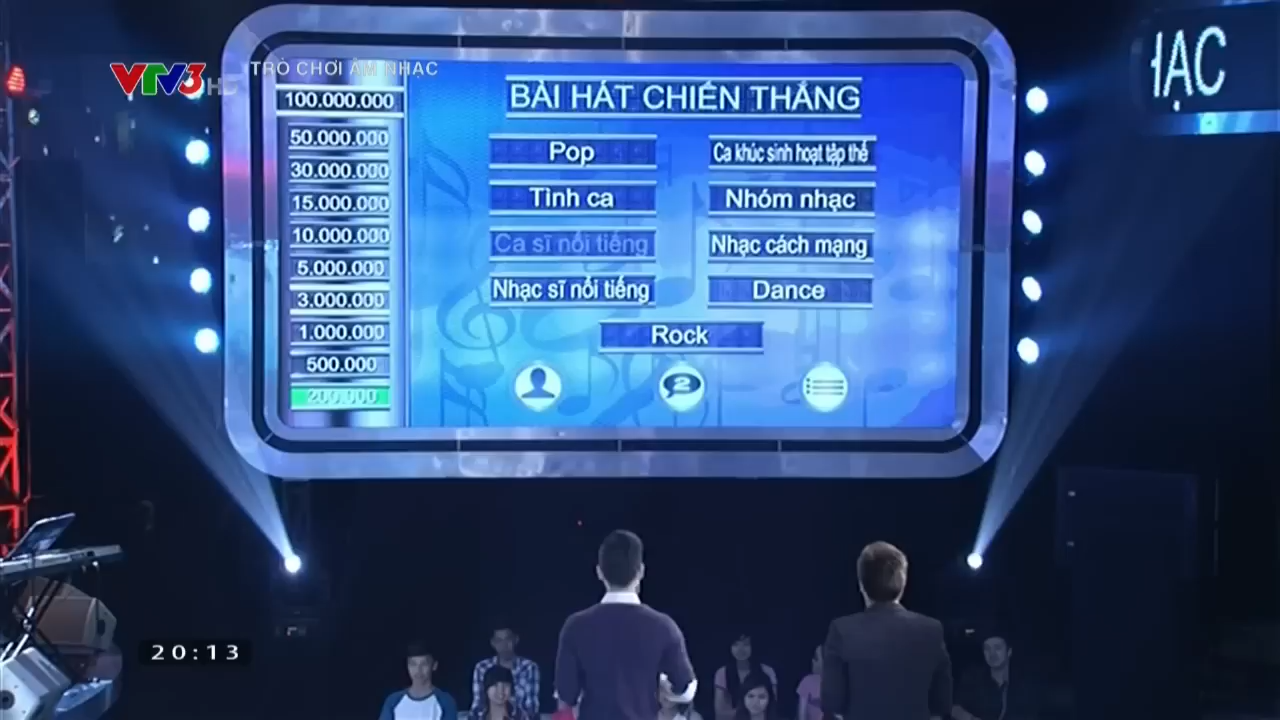 VTV3 HD
TRÒ CHƠI ÂM NHẠC
100.000.000
50.000.000
30.000.000
15.000.000
10.000.000
5.000.000
3.000.000
1.000.000
500.000
200.000
BÀI HÁT CHIẾN THẮNG
Pop
Ca khúc sinh hoạt tập thể
Tình ca
Nhóm nhạc
Ca sĩ nổi tiếng
Nhạc cách mạng
Nhạc sĩ nổi tiếng
Dance
Rock
2
ẠC
20:13